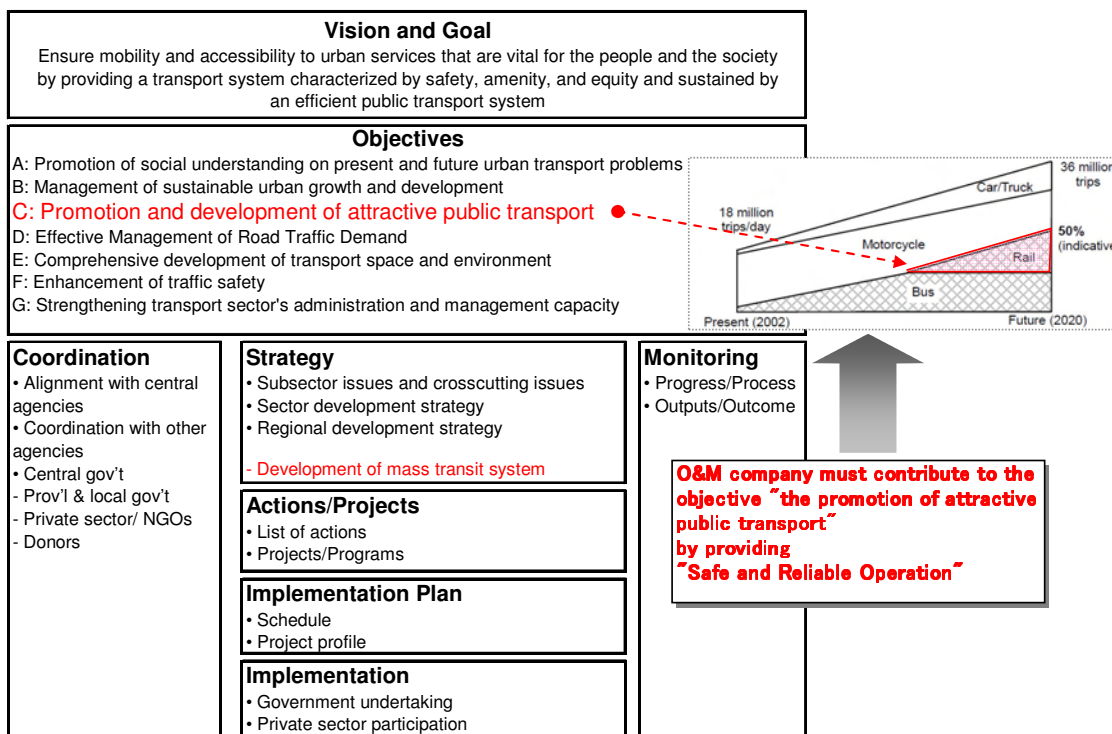 Vision and Goal
Ensure mobility and accessibility to urban services that are vital for the people and the society
by providing a transport system characterized by safety, amenity, and equity and sustained by
an efficient public transport system
Objectives
A: Promotion of social understanding on present and future urban transport problems
B: Management of sustainable urban growth and development
C: Promotion and development of attractive public transport
D: Effective Management of Road Traffic Demand
E: Comprehensive development of transport space and environment
F: Enhancement of traffic safety
G: Strengthening transport sector's administration and management capacity
36 million
trips
Car/Truck
18 million
trips/day
Motorcycle
50%
(indicative
Rail
Bus
Present (2002)
Future (2020)
Coordination
• Alignment with central
agencies
• Coordination with other
agencies
• Central gov't
- Prov'l & local gov't
- Private sector/ NGOs
- Donors
Strategy
• Subsector issues and crosscutting issues
• Sector development strategy
• Regional development strategy
- Development of mass transit system
Actions/Projects
• List of actions
• Projects/Programs
Implementation Plan
• Schedule
• Project profile
Implementation
• Government undertaking
• Private sector participation
Monitoring
• Progress/Process
• Outputs/Outcome
O&M company must contribute to the
objective "the promotion of attractive
public transport"
by providing
"Safe and Reliable Operation"